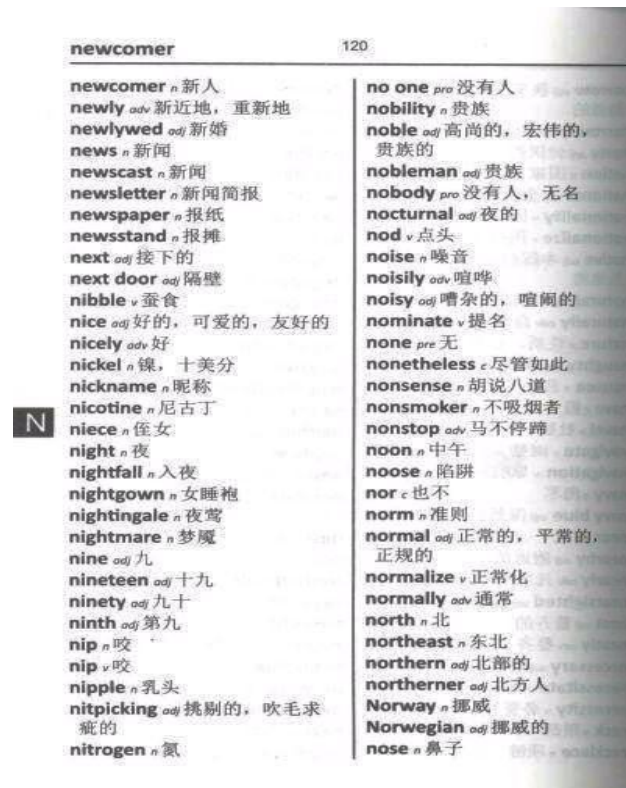 newcomer 120
newcomer n 新人
newly adv 新近地，重新地
newlywed adj 新婚
news n 新闻
newscast n 新闻
newsletter n 新闻简报
newspaper n 报纸
newsstand n 报摊
next adj 接下的
next door adj 隔壁
nibble v 蚕食
nice adj 好的，可爱的，友好的
nicely adv 好
nickel n 镍，十美分
nickname n 昵称
nicotine n 尼古丁
niece n 侄女
night n 夜
nightfall n 入夜
nightgown n 女睡袍
nightingale n 夜莺
nightmare n 梦魇
nine adj 九
nineteen adj 十九
ninety adj 九十
ninth adj 第九
nip n 咬
nip v 咬
nipple n 乳头
nitpicking adj 挑剔的，吹毛求
疵的
nitrogen n 氮
N
no one pro 没有人
nobility n 贵族
noble adj 高尚的，宏伟的，
贵族的
nobleman adj 贵族
nobody pro 没有人，无名
nocturnal adj 夜的
nod v 点头
noise n 噪音
noisily adv 喧哗
noisy adj 嘈杂的，喧闹的
nominate v 提名
none pre 无
nonetheless c 尽管如此
nonsense n 胡说八道
nonsmoker n 不吸烟者
nonstop adv 马不停蹄
noon n 中午
noose n 陷阱
nor c 也不
norm n 准则
normal adj 正常的，平常的，
正规的
normalize v 正常化
normally adv 通常
north n 北
northeast n 东北
northern adj 北部的
northerner adj 北方人
Norway n 挪威
Norwegian adj 挪威的
nose n 鼻子